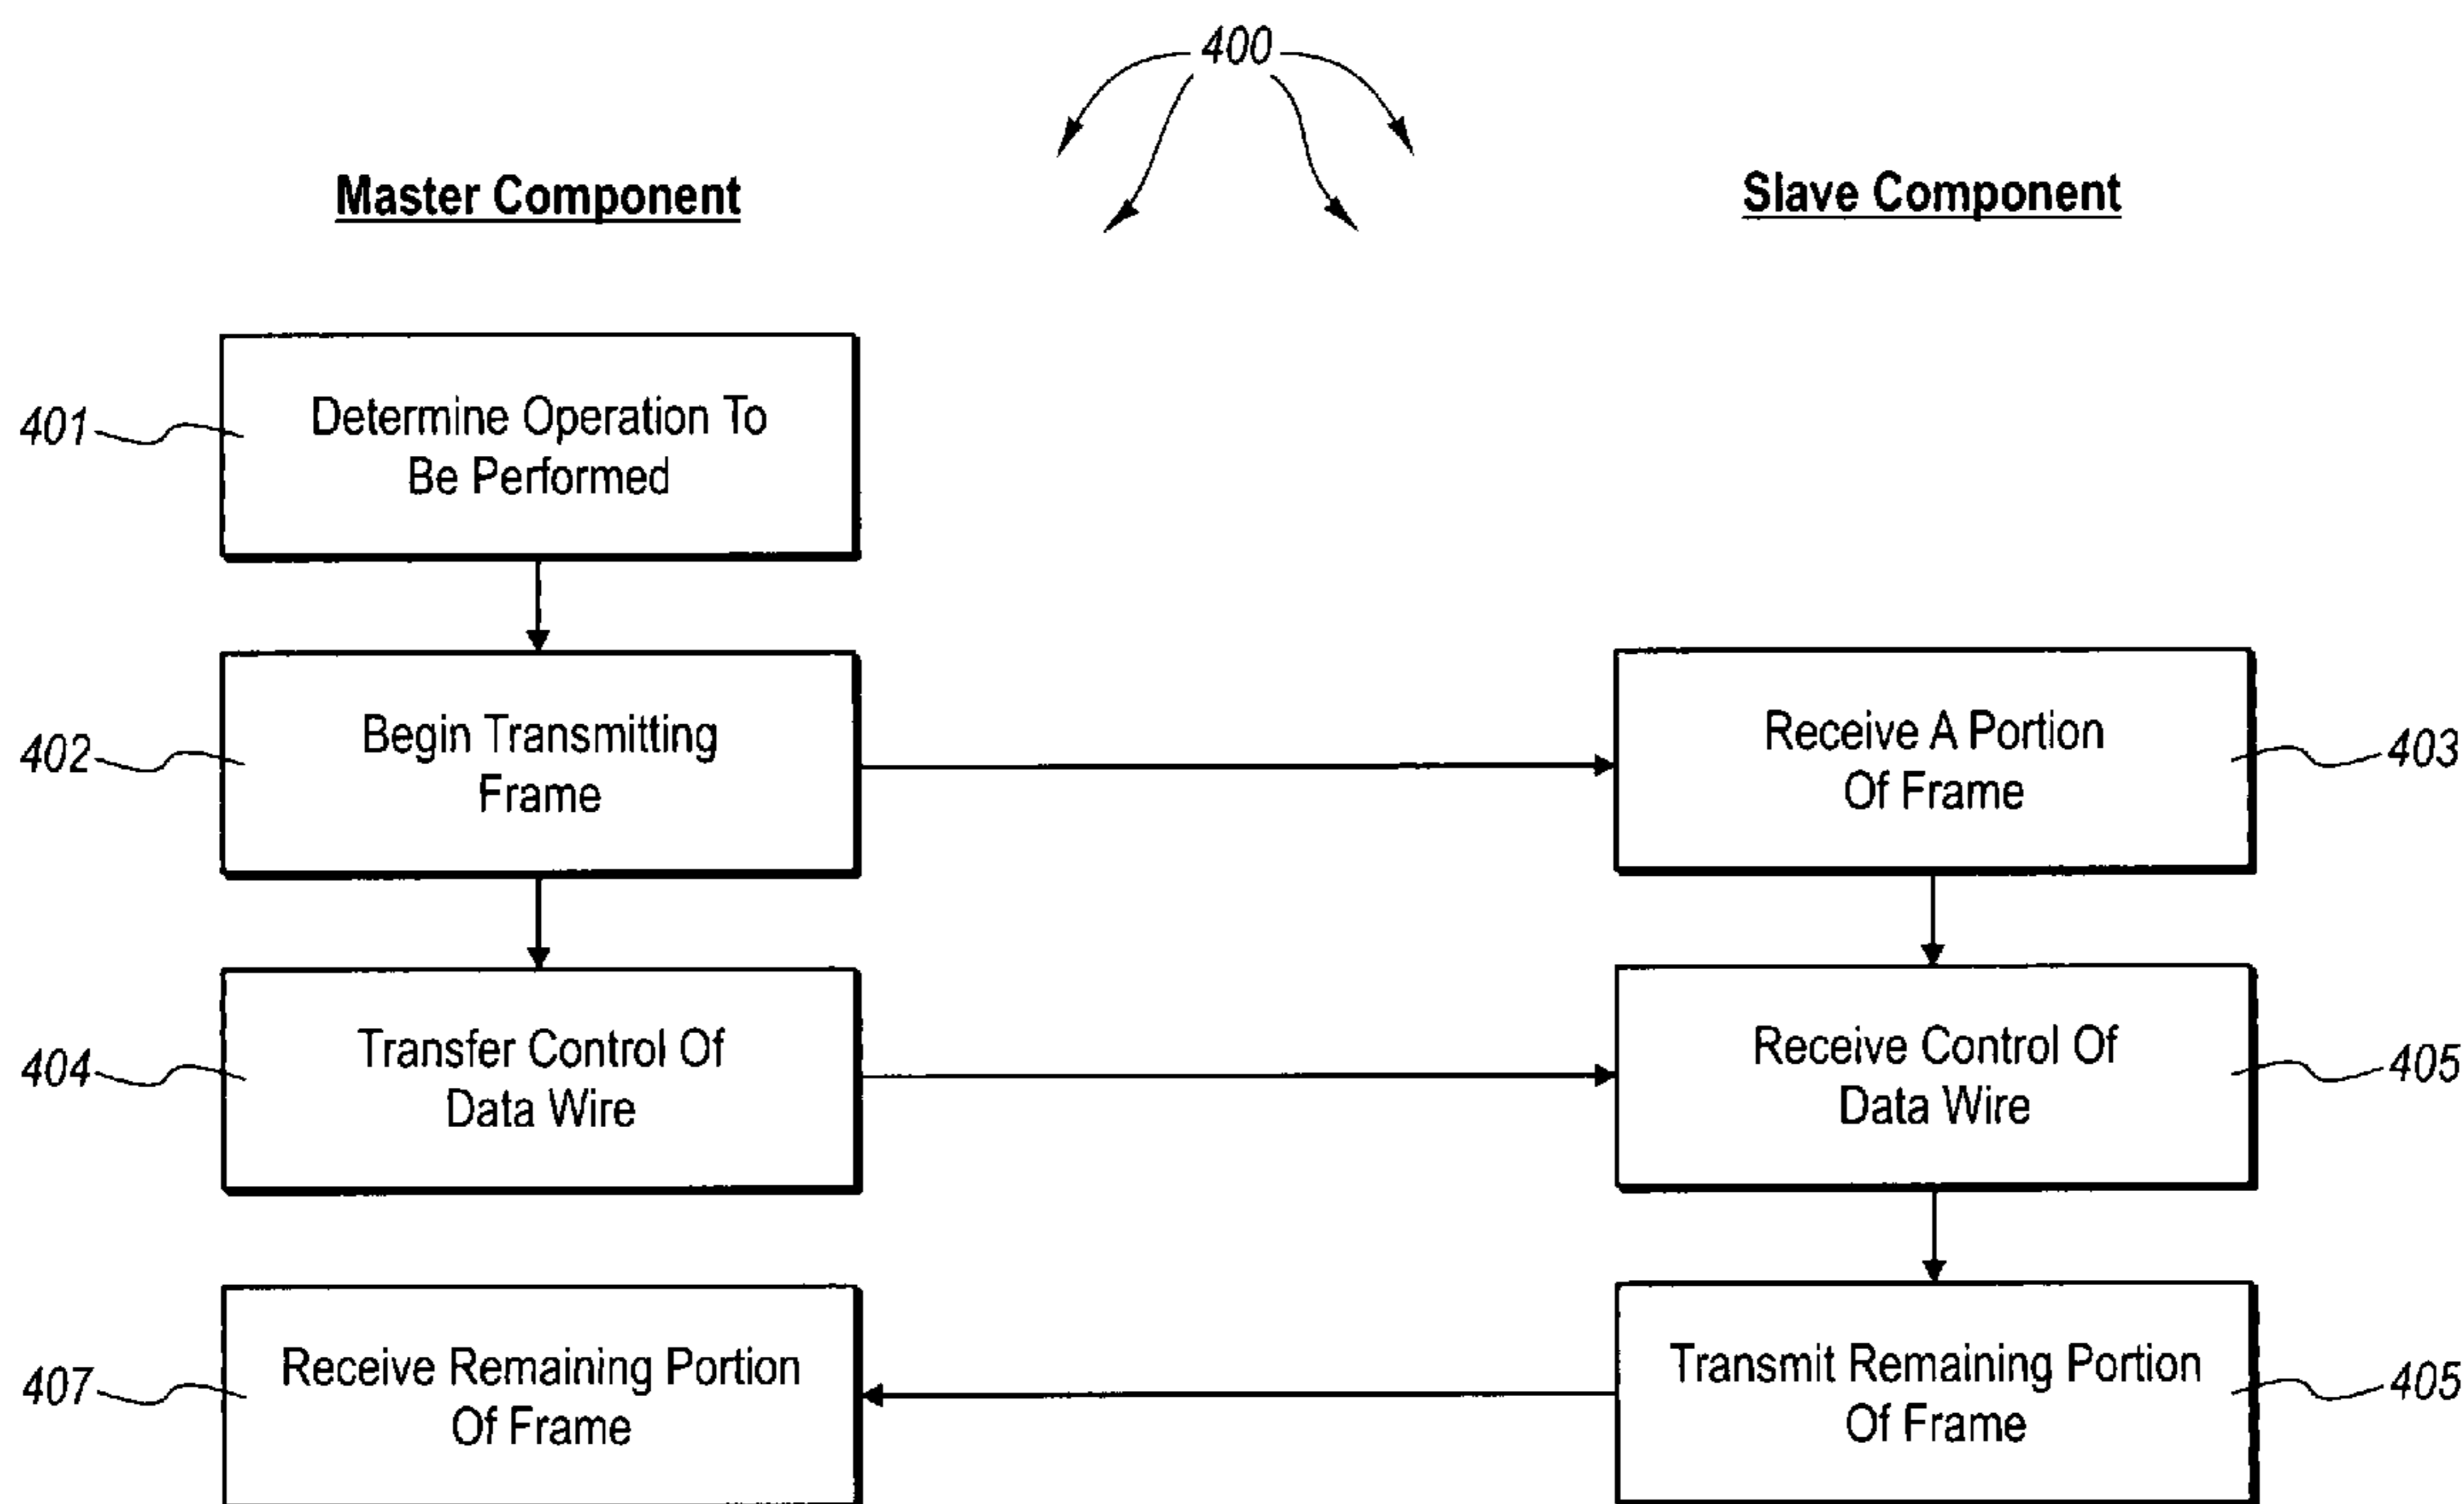 400
Master Component
Slave Component
401
Determine Operation To
Be Performed
402
Begin Transmitting
Frame
Receive A Portion
Of Frame
403
404
Transfer Control Of
Data Wire
Receive Control Of
Data Wire
405
407
Receive Remaining Portion
Of Frame
Transmit Remaining Portion
Of Frame
405